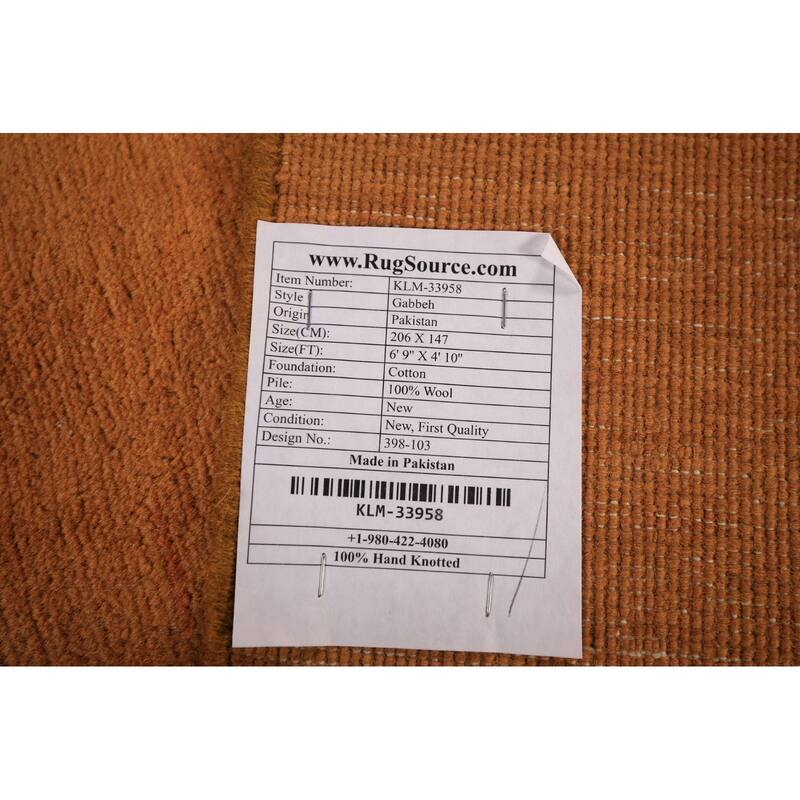 www.RugSource.com
Item Number: KLM-33958
Style Gabbeh
Origin Pakistan
Size(CM): 206 X 147
Size(FT): 6' 9" X 4' 10"
Foundation: Cotton
Pile: 100% Wool
Age: New
Condition: New, First Quality
Design No.: 398-103
Made in Pakistan
KLM-33958
+1-980-422-4080
100% Hand Knotted